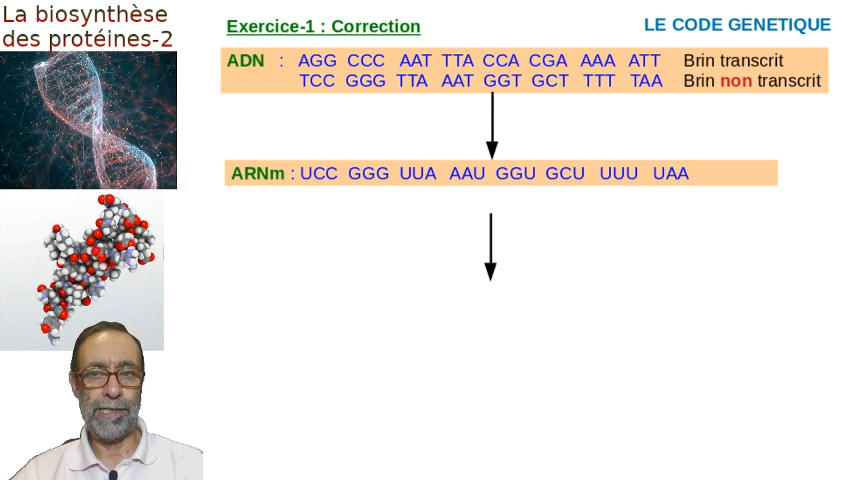 La biosynthèse
des protéines-2
Exercice-1 : Correction
LE CODE GENETIQUE
ADN : AGG CCC AAT TTA CCA CGA AAA ATT Brin transcrit
TCC GGG TTA AAT GGT GCT TTT TAA Brin non transcrit
ARNm : UCC GGG UUA AAU GGU GCU UUU UAA